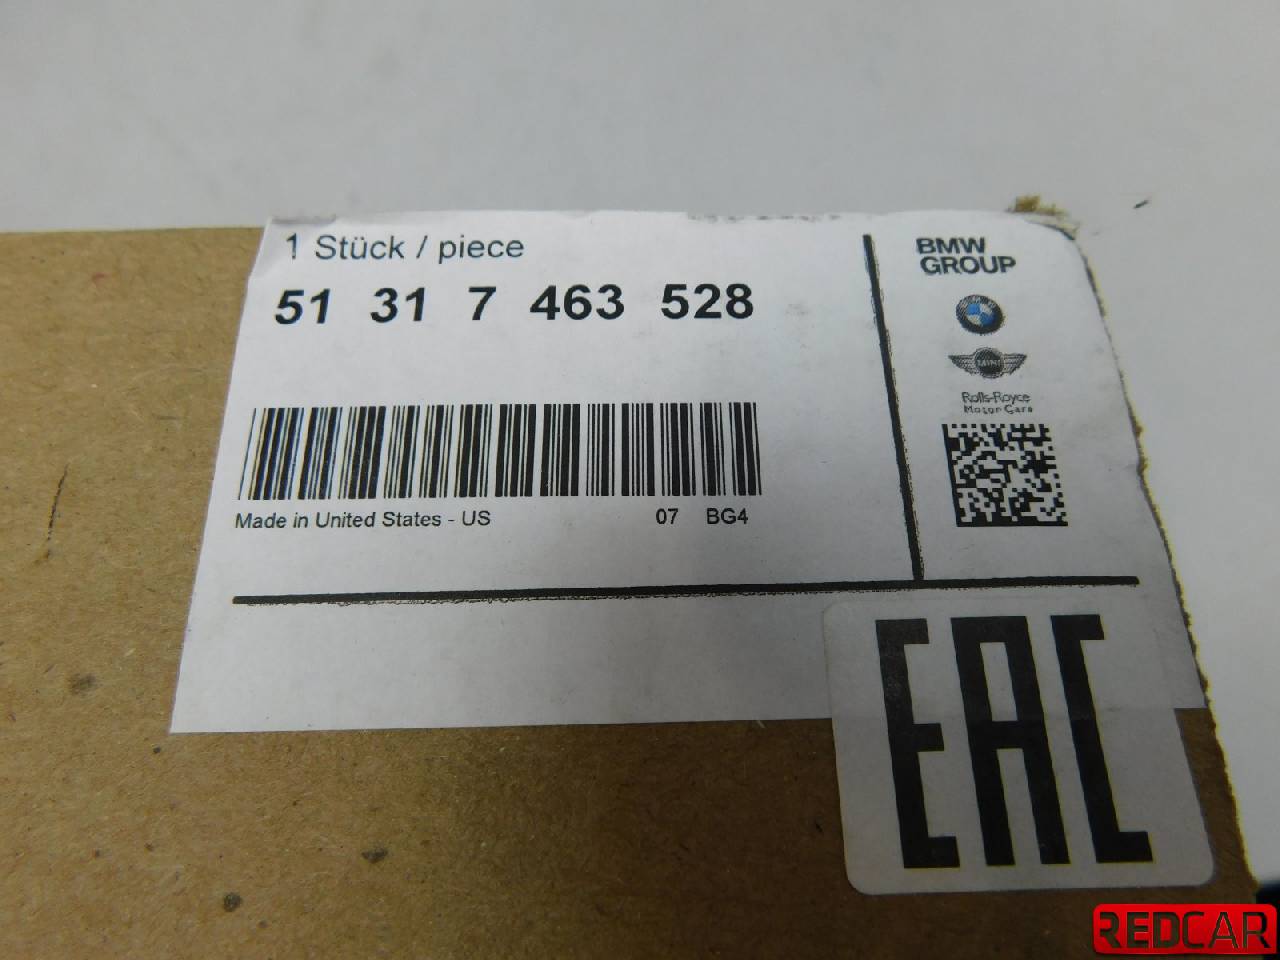 1 Stück / piece
51 31 7 463 528
Made in United States - US
07 BG4
BMW
GROUP
MINI
Rolls-Royce
Motor Cars
EAC
REDCAR